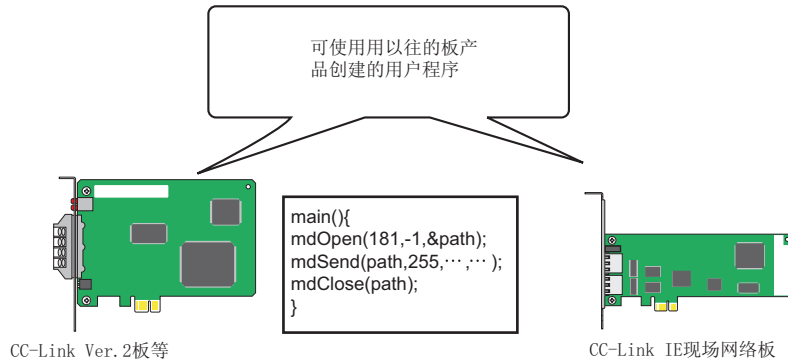 可使用用以往的板产
品创建的用户程序
main(){
mdOpen(181,-1,&path);
mdSend(path,255,⋯,⋯ );
mdClose(path);
}
CC-Link Ver.2板等
CC-Link IE现场网络板